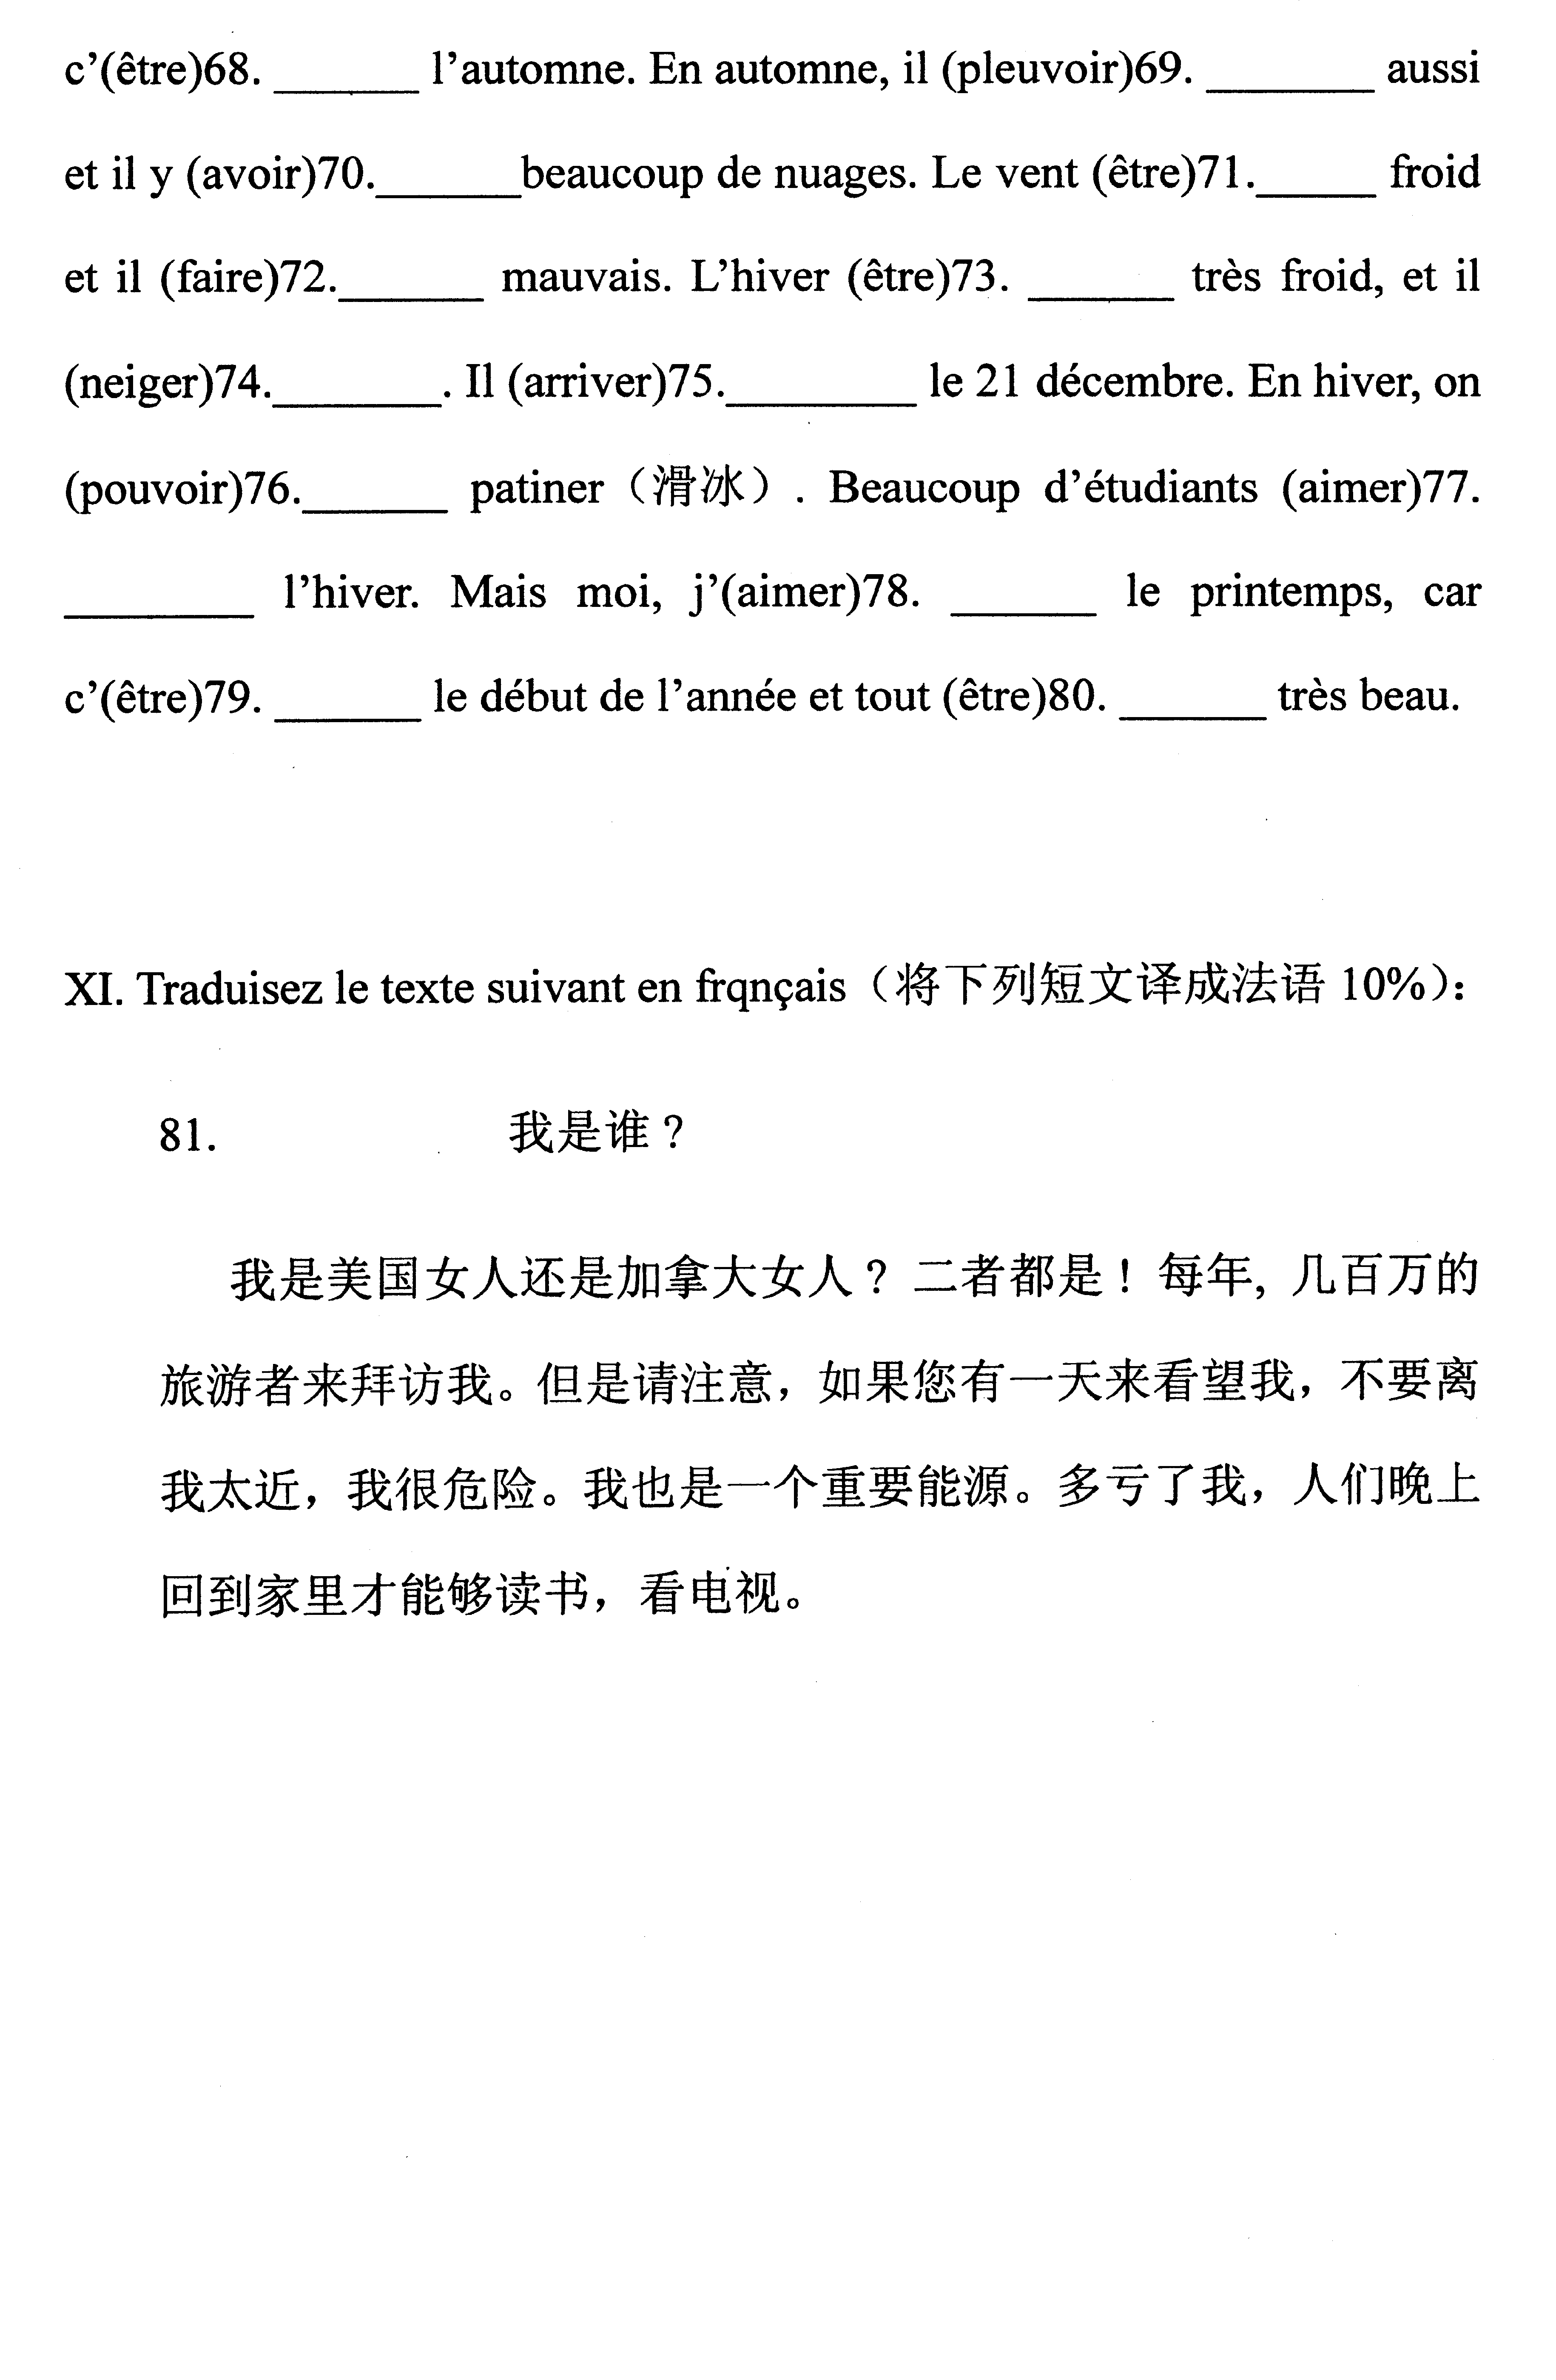 c’(être)68. ______ l’automne. En automne, il (pleuvoir)69. _______ aussi
et il y (avoir)70.______beaucoup de nuages. Le vent (être)71._____ froid
et il (faire)72.______ mauvais. L’hiver (être)73. ______ très froid, et il
(neiger)74._______. Il (arriver)75.________ le 21 décembre. En hiver, on
(pouvoir)76.______ patiner（滑冰）. Beaucoup d’étudiants (aimer)77.
________ l’hiver. Mais moi, j’(aimer)78. ______ le printemps, car
c’(être)79. ______ le début de l’année et tout (être)80. ______ très beau.
XI. Traduisez le texte suivant en frqnçais（将下列短文译成法语 10%）：
81. 我是谁？
我是美国女人还是加拿大女人？二者都是！每年, 几百万的
旅游者来拜访我。但是请注意，如果您有一天来看望我，不要离
我太近，我很危险。我也是一个重要能源。多亏了我，人们晚上
回到家里才能够读书，看电视。